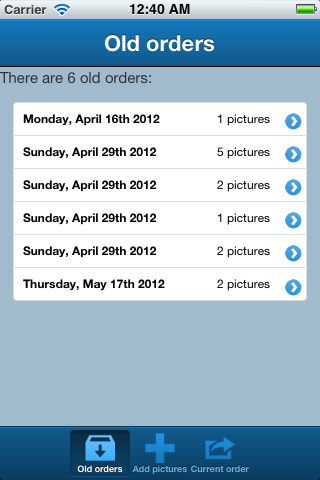 Carrier 12:40 AM
Old orders
There are 6 old orders:
Monday, April 16th 2012 1 pictures
Sunday, April 29th 2012 5 pictures
Sunday, April 29th 2012 2 pictures
Sunday, April 29th 2012 1 pictures
Sunday, April 29th 2012 2 pictures
Thursday, May 17th 2012 2 pictures
Old orders Add pictures Current order